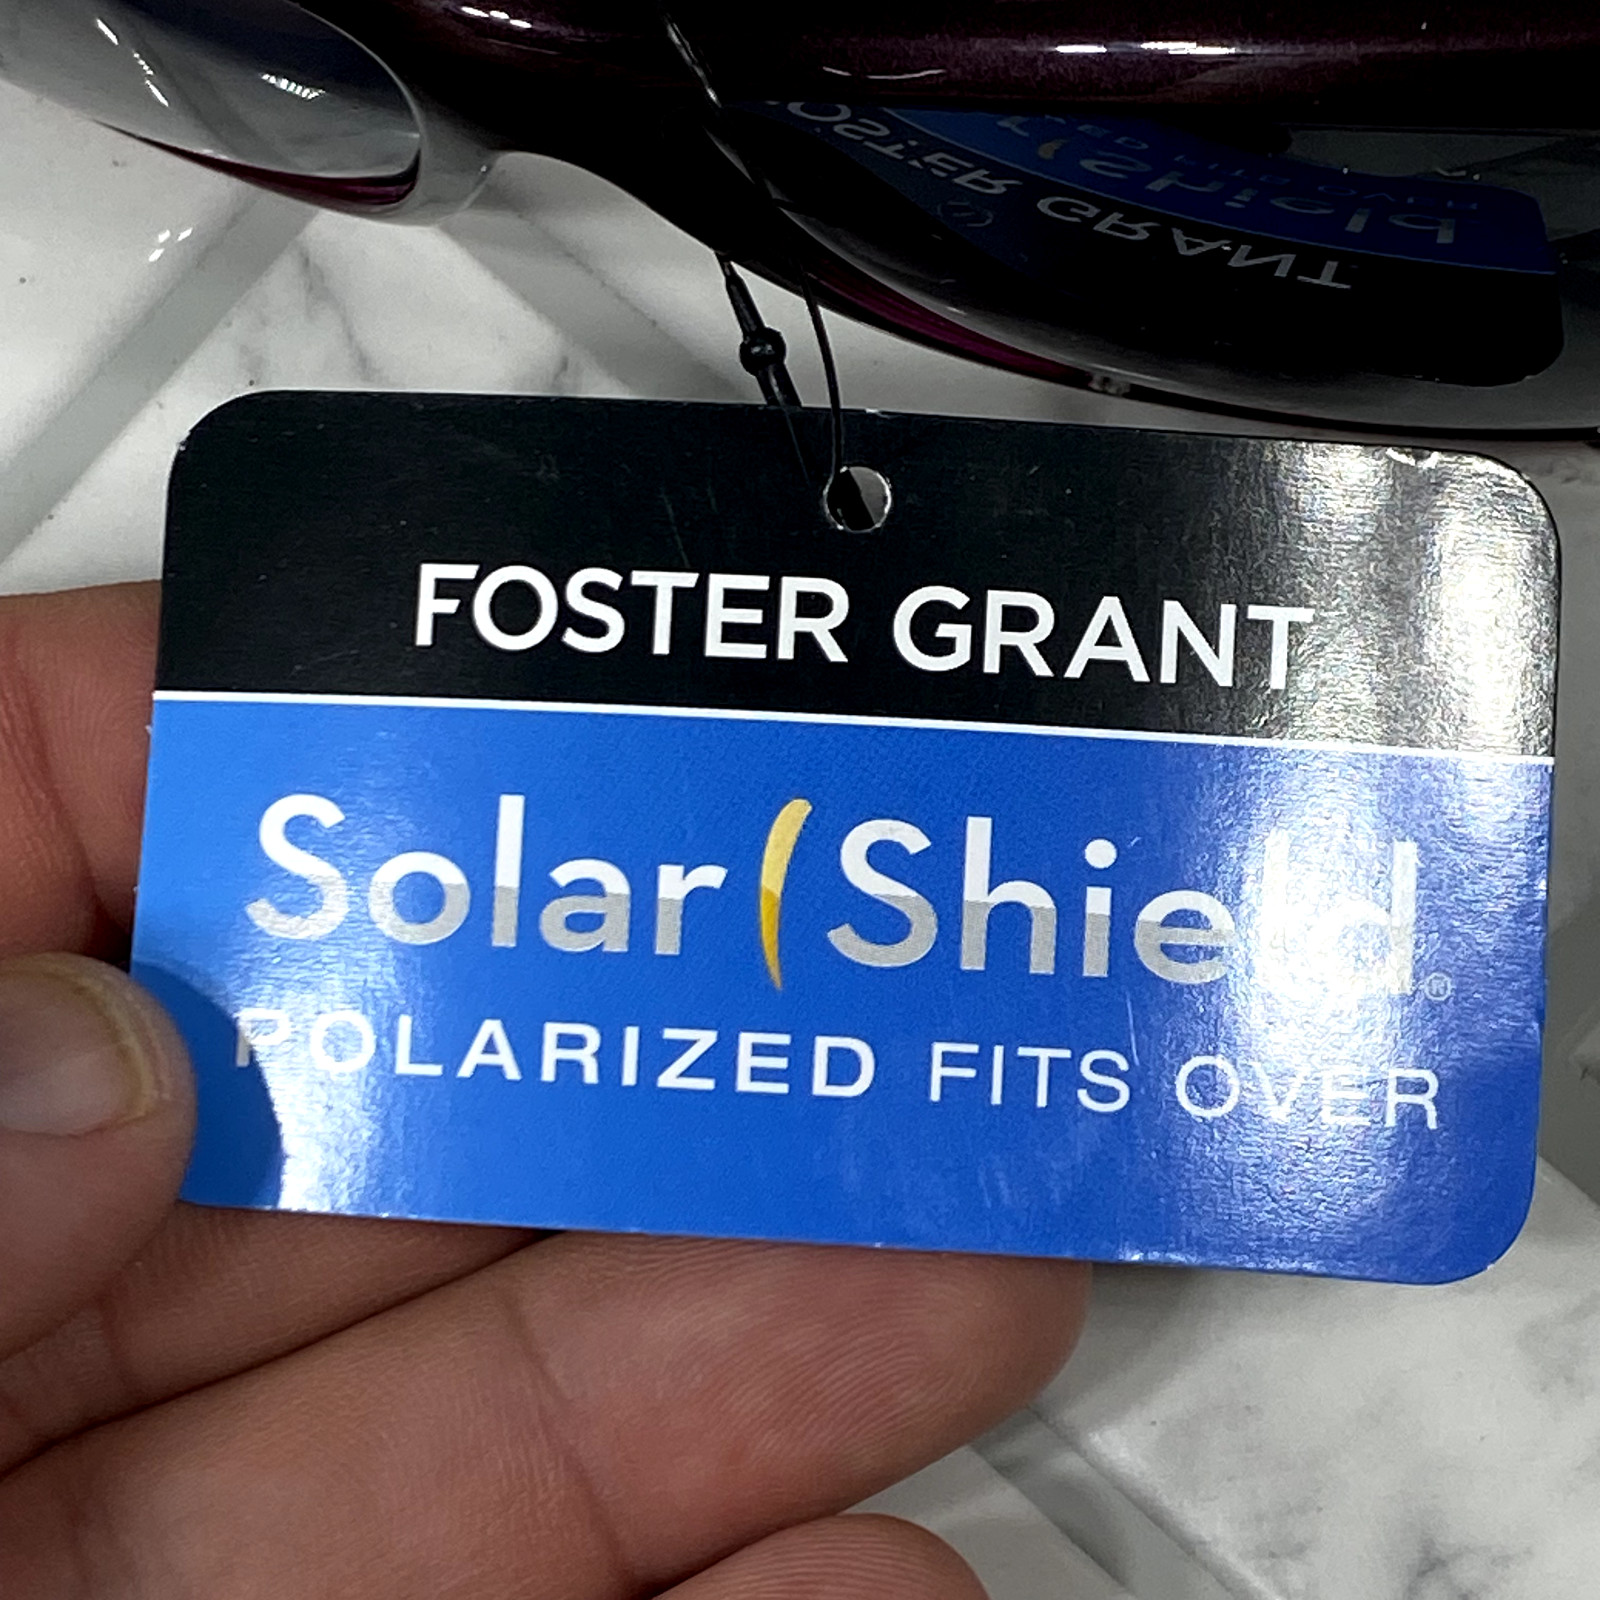 FOSTER GRANT
Solar Shield®
POLARIZED FITS OVER